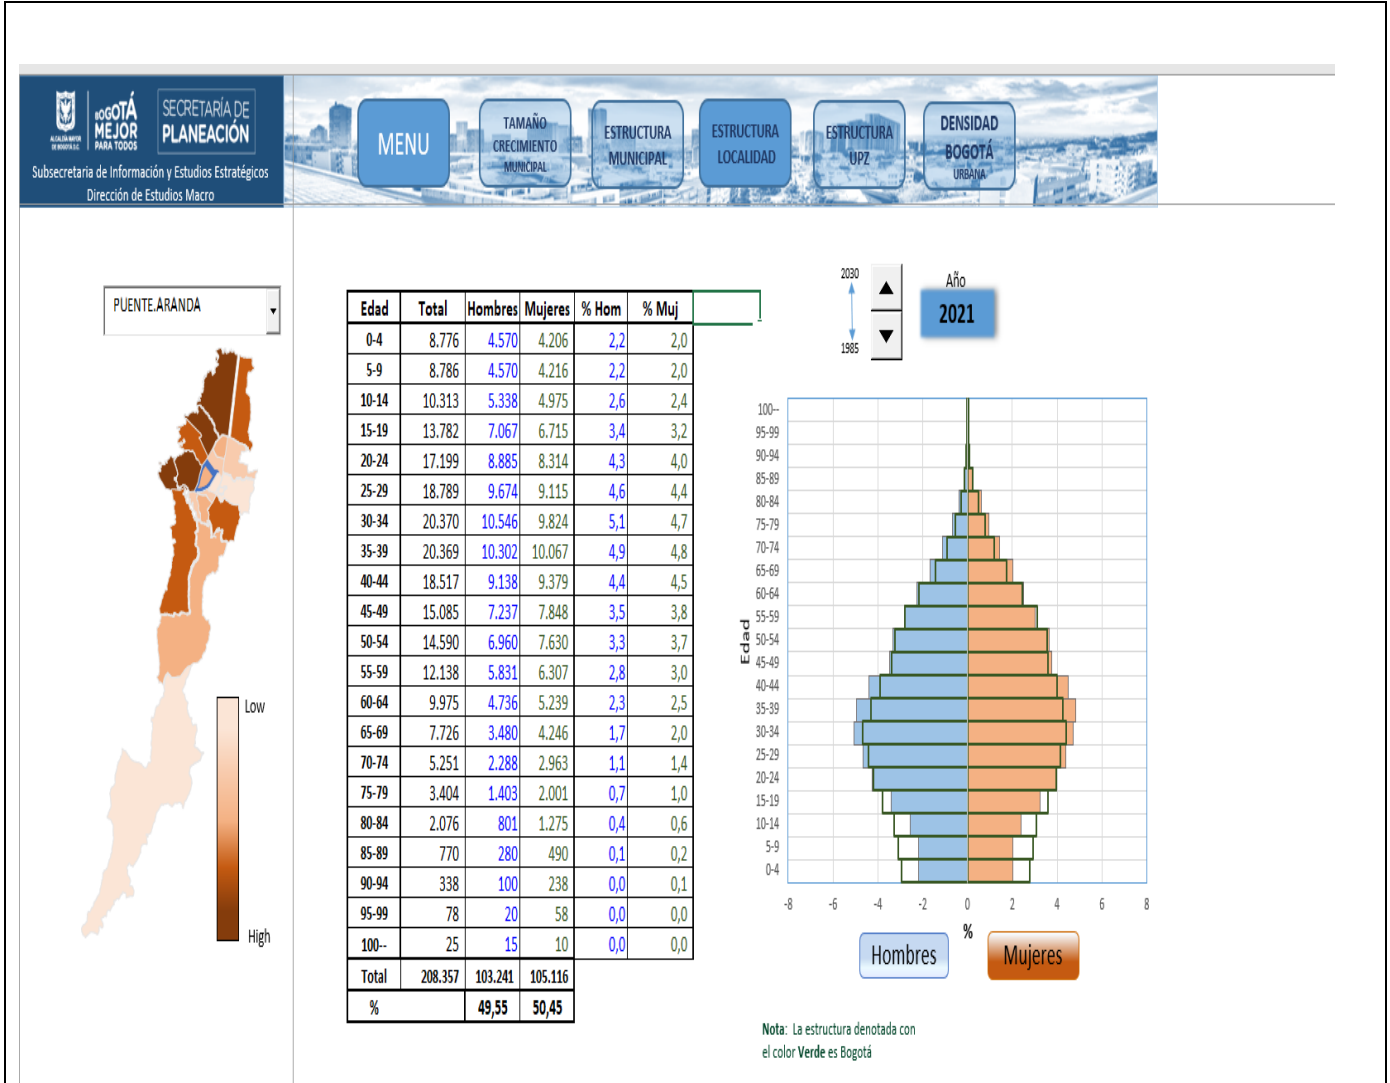 ALCALDÍA MAYOR
DE BOGOTÁ D.C.
BOGOTÁ
MEJOR
PARA TODOS
SECRETARÍA DE
PLANEACIÓN
Subsecretaria de Información y Estudios Estratégicos
Dirección de Estudios Macro
MENU
TAMAÑO
CRECIMIENTO
MUNICIPAL
ESTRUCTURA
MUNICIPAL
ESTRUCTURA
LOCALIDAD
ESTRUCTURA
UPZ
DENSIDAD
BOGOTÁ
URBANA
PUENTE.ARANDA
Low
High
Edad Total Hombres Mujeres % Hom % Muj
0-4 8.776 4.570 4.206 2,2 2,0
5-9 8.786 4.570 4.216 2,2 2,0
10-14 10.313 5.338 4.975 2,6 2,4
15-19 13.782 7.067 6.715 3,4 3,2
20-24 17.199 8.885 8.314 4,3 4,0
25-29 18.789 9.674 9.115 4,6 4,4
30-34 20.370 10.546 9.824 5,1 4,7
35-39 20.369 10.302 10.067 4,9 4,8
40-44 18.517 9.138 9.379 4,4 4,5
45-49 15.085 7.237 7.848 3,5 3,8
50-54 14.590 6.960 7.630 3,3 3,7
55-59 12.138 5.831 6.307 2,8 3,0
60-64 9.975 4.736 5.239 2,3 2,5
65-69 7.726 3.480 4.246 1,7 2,0
70-74 5.251 2.288 2.963 1,1 1,4
75-79 3.404 1.403 2.001 0,7 1,0
80-84 2.076 801 1.275 0,4 0,6
85-89 770 280 490 0,1 0,2
90-94 338 100 238 0,0 0,1
95-99 78 20 58 0,0 0,0
100-- 25 15 10 0,0 0,0
Total 208.357 103.241 105.116
% 49,55 50,45
2030
1985
Año
2021
Edad
100--
95-99
90-94
85-89
80-84
75-79
70-74
65-69
60-64
55-59
50-54
45-49
40-44
35-39
30-34
25-29
20-24
15-19
10-14
5-9
0-4
-8 -6 -4 -2 0 2 4 6 8
%
Hombres
Mujeres
Nota: La estructura denotada con
el color Verde es Bogotá